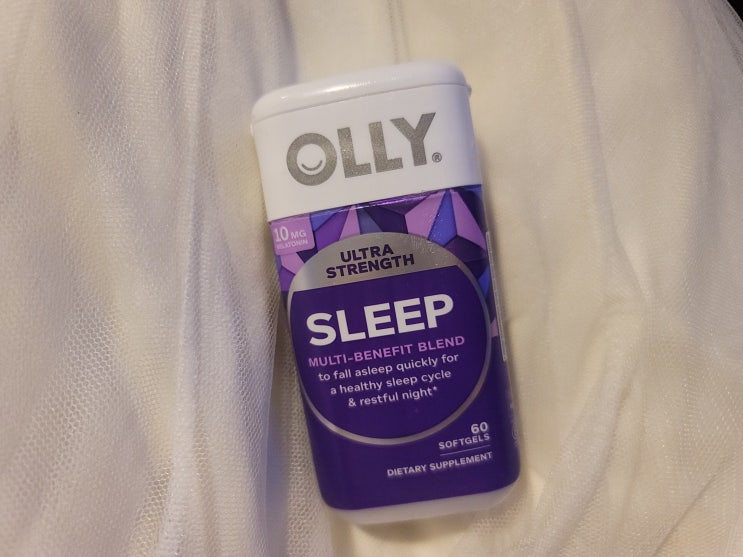 OLLY®
10 MG
MELATONIN
ULTRA
STRENGTH
SLEEP
MULTI-BENEFIT BLEND
to fall asleep quickly for
a healthy sleep cycle
& restful night*
60
SOFTGELS
DIETARY SUPPLEMENT